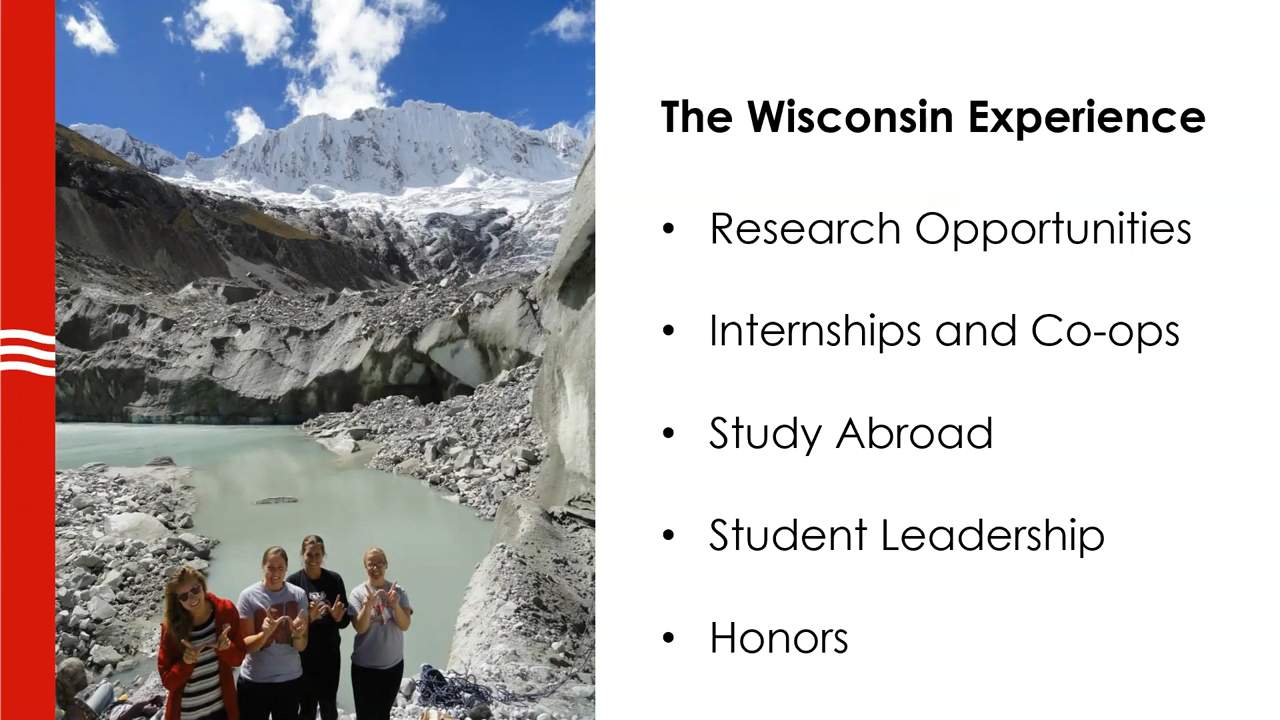 The Wisconsin Experience
• Research Opportunities
• Internships and Co-ops
• Study Abroad
• Student Leadership
• Honors